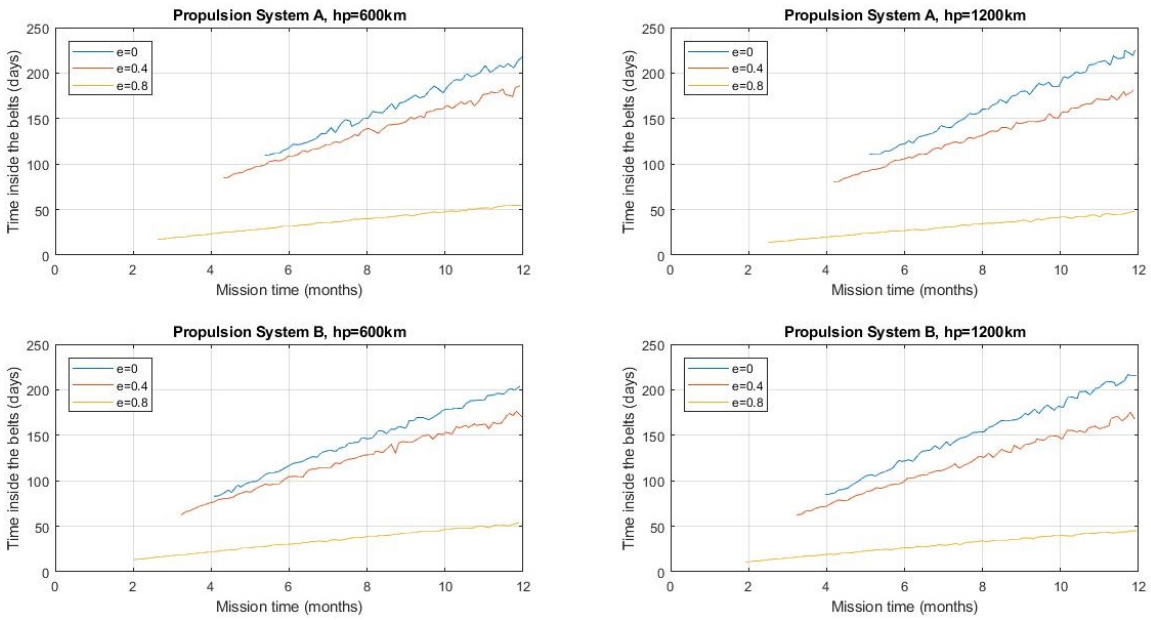 Propulsion System A, hp=600km
250
200
150
100
50
0
Time inside the belts (days)
e=0
e=0.4
e=0.8
0 2 4 6 8 10 12
Mission time (months)
Propulsion System A, hp=1200km
250
200
150
100
50
0
Time inside the belts (days)
e=0
e=0.4
e=0.8
0 2 4 6 8 10 12
Mission time (months)
Propulsion System B, hp=600km
250
200
150
100
50
0
Time inside the belts (days)
e=0
e=0.4
e=0.8
0 2 4 6 8 10 12
Mission time (months)
Propulsion System B, hp=1200km
250
200
150
100
50
0
Time inside the belts (days)
e=0
e=0.4
e=0.8
0 2 4 6 8 10 12
Mission time (months)